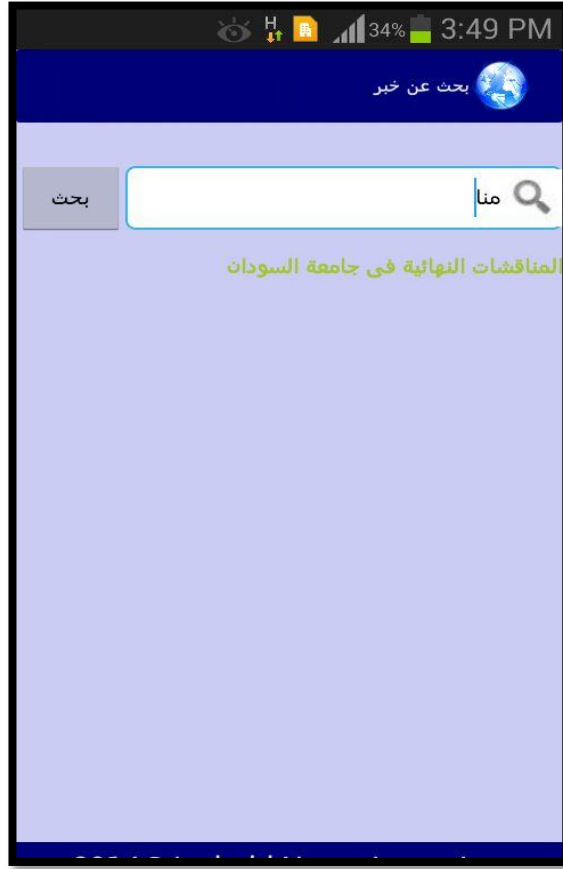 H 34% 3:49 PM
بحث عن خبر
منا بحث
المناقشات النهائية فى جامعة السودان